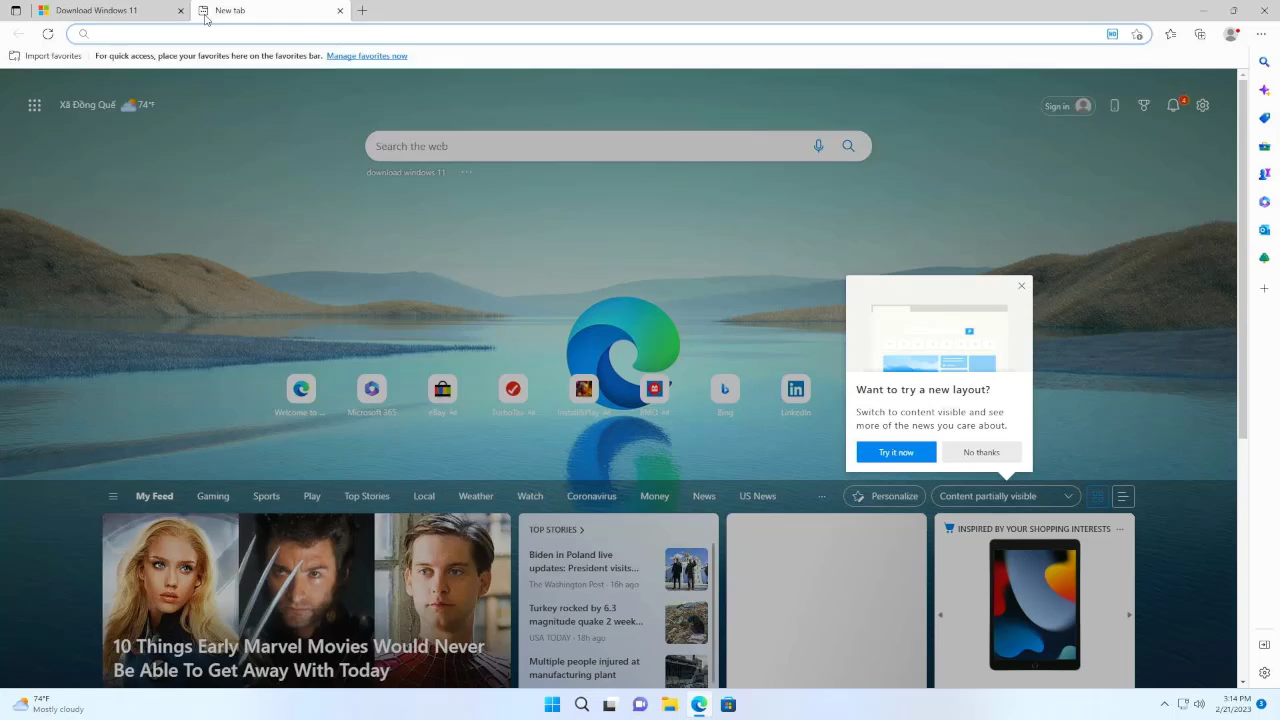 Download Windows 11
New tab
Import favorites
For quick access, place your favorites here on the favorites bar. Manage favorites now
Xã Đồng Quế
74°F
Sign in
4
Search the web
download windows 11
Want to try a new layout?
Switch to content visible and see
more of the news you care about.
Try it now
No thanks
Welcome to ...
Microsoft 365
eBay Ad
TurboTax Ad
Bing
LinkedIn
My Feed
Gaming
Sports
Play
Top Stories
Local
Weather
Watch
Coronavirus
Money
News
US News
Personalize
Content partially visible
10 Things Early Marvel Movies Would Never
Be Able To Get Away With Today
TOP STORIES
Biden in Poland live
updates: President visits...
The Washington Post · 16h ago
Turkey rocked by 6.3
magnitude quake 2 week...
USA TODAY · 18h ago
Multiple people injured at
manufacturing plant
INSPIRED BY YOUR SHOPPING INTERESTS
74°F
Mostly cloudy
3:14 PM
2/21/2023
3